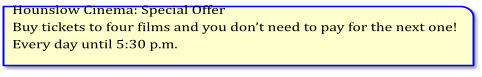 Hounslow Cinema: Special Offer
Buy tickets to four films and you don’t need to pay for the next one!
Every day until 5:30 p.m.